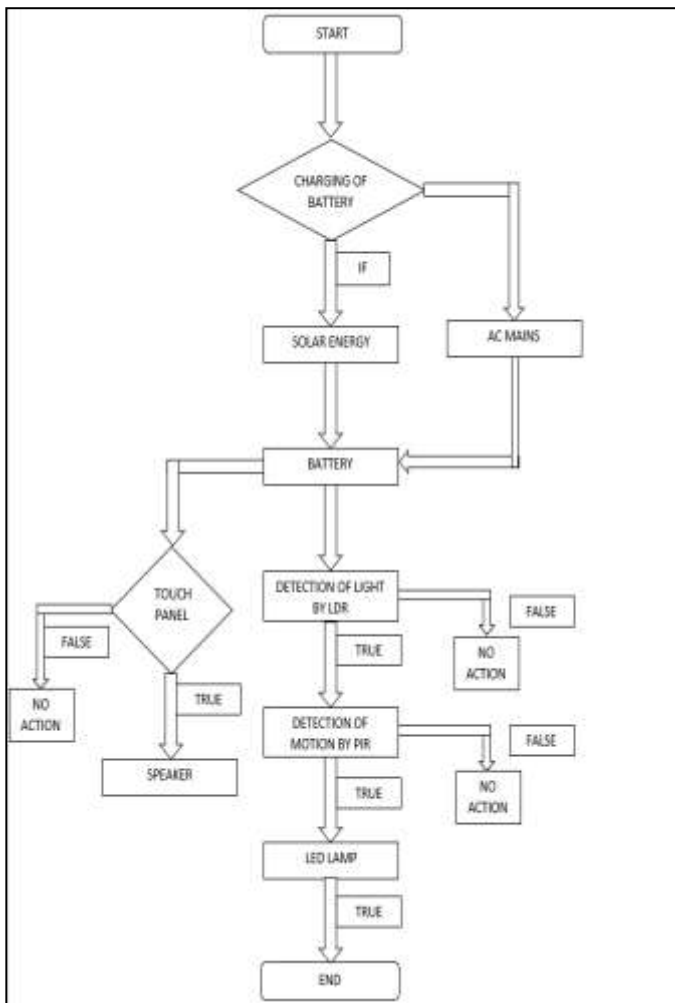 START
CHARGING OF
BATTERY
IF
SOLAR ENERGY
AC MAINS
BATTERY
TOUCH
PANEL
FALSE
NO
ACTION
TRUE
SPEAKER
DETECTION OF LIGHT
BY LDR
FALSE
NO
ACTION
TRUE
DETECTION OF
MOTION BY PIR
FALSE
NO
ACTION
TRUE
LED LAMP
TRUE
END